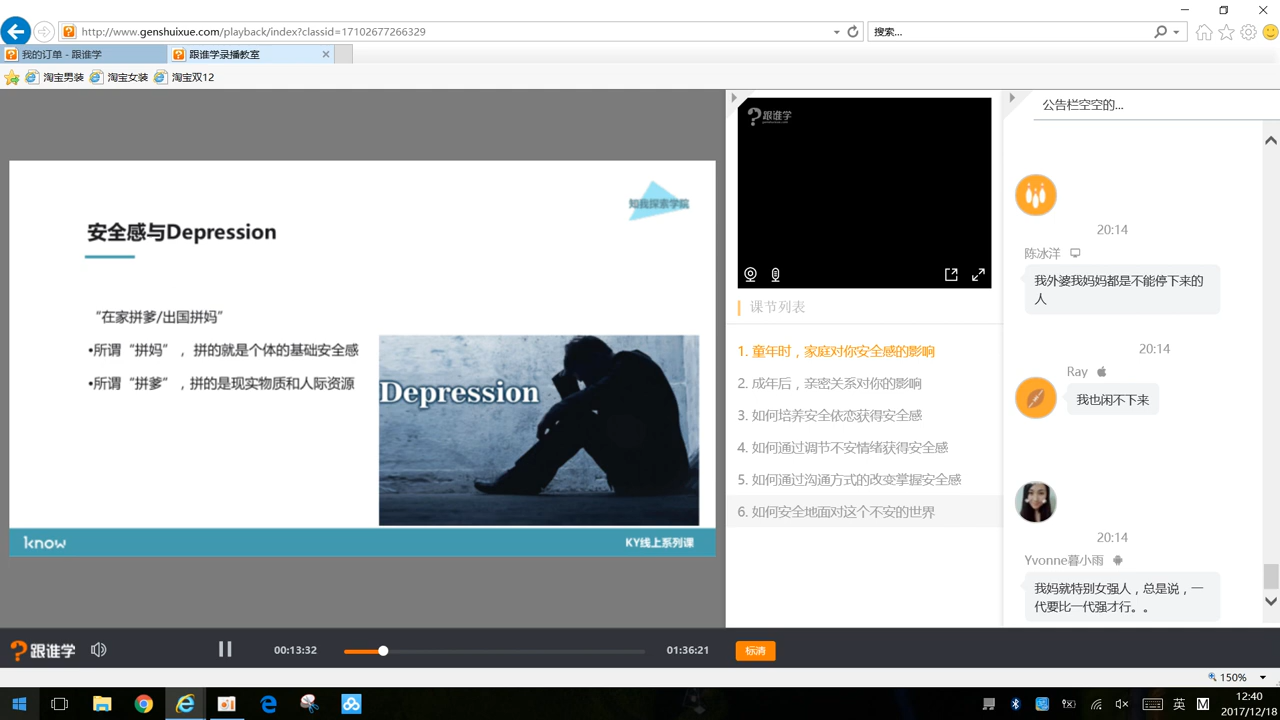 http://www.genshuixue.com/playback/index?classid=17102677266329
搜索...
我的订单 - 跟谁学
跟谁学录播教室
淘宝男装
淘宝女装
淘宝双12
知我探索学院
安全感与Depression
“在家拼爹/出国拼妈”
•所谓“拼妈”，拼的就是个体的基础安全感
•所谓“拼爹”，拼的是现实物质和人际资源
Depression
know
KY线上系列课
跟谁学
课节列表
1. 童年时，家庭对你安全感的影响
2. 成年后，亲密关系对你的影响
3. 如何培养安全依恋获得安全感
4. 如何通过调节不安情绪获得安全感
5. 如何通过沟通方式的改变掌握安全感
6. 如何安全地面对这个不安的世界
公告栏空空的...
20:14
陈冰洋
我外婆我妈妈都是不能停下来的
人
20:14
Ray
我也闲不下来
20:14
Yvonne暮小雨
我妈就特别女强人，总是说，一
代要比一代强才行。。
跟谁学
00:13:32
01:36:21
标清
150%
英
M
12:40
2017/12/18